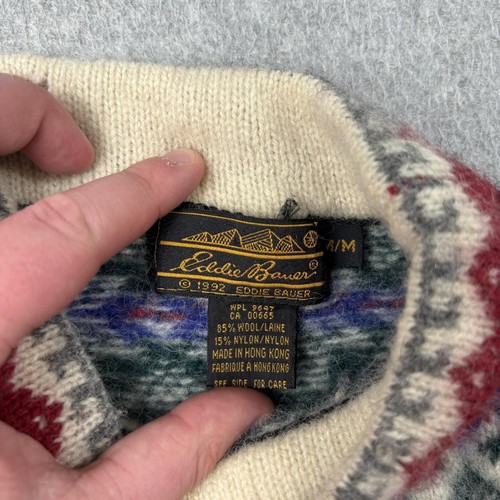 Eddie Bauer®
© 1992 EDDIE BAUER
M/M
WPL 9647
CA 00665
85% WOOL/LAINE
15% NYLON/NYLON
MADE IN HONG KONG
FABRIQUE A HONGKONG
SEE SIDE FOR CARE